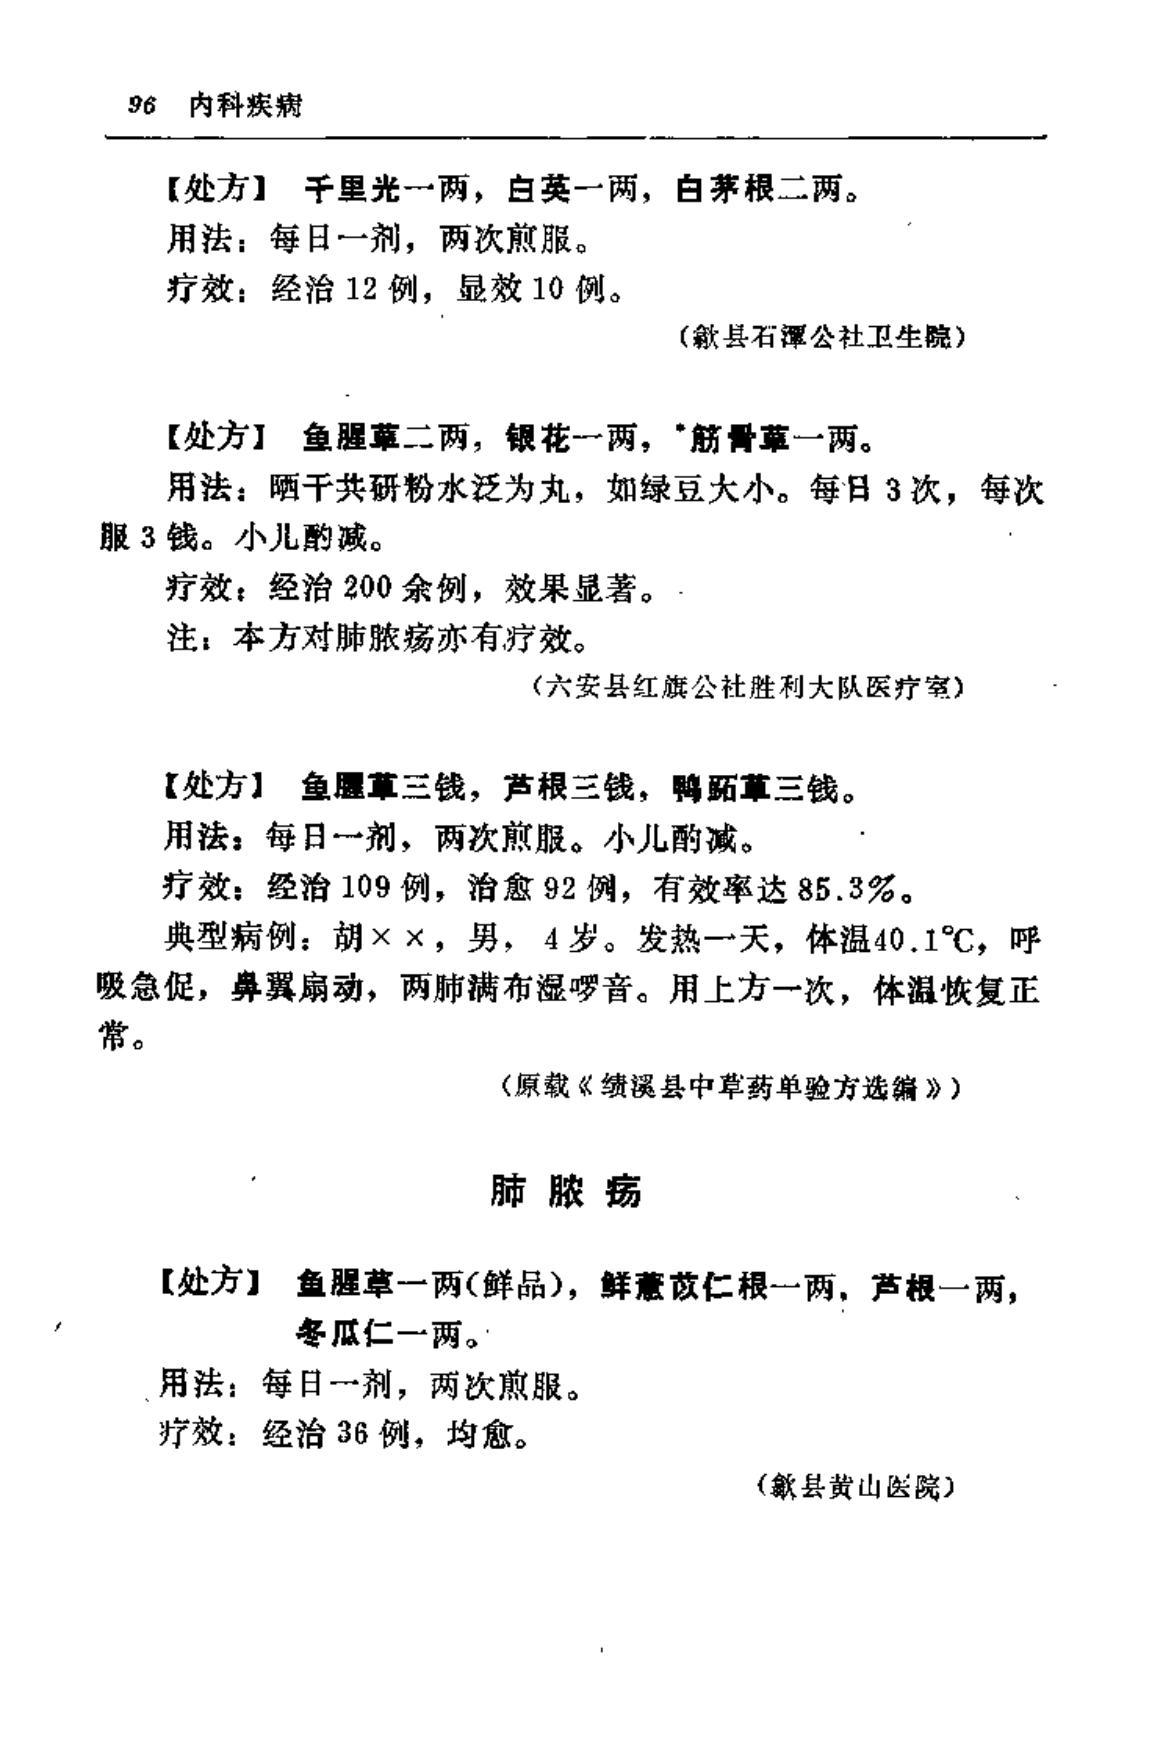 96 内科疾病
【处方】 千里光一两，白英一两，白茅根二两。
用法：每日一剂，两次煎服。
疗效：经治 12 例，显效 10 例。
（歙县石潭公社卫生院）
【处方】 鱼腥草二两，银花一两，*筋骨草一两。
用法：晒干共研粉水泛为丸，如绿豆大小。每日 3 次，每次
服 3 钱。小儿酌减。
疗效：经治 200 余例，效果显著。
注：本方对肺脓疡亦有疗效。
（六安县红旗公社胜利大队医疗室）
【处方】 鱼腥草三钱，芦根三钱，鸭跖草三钱。
用法：每日一剂，两次煎服。小儿酌减。
疗效：经治 109 例，治愈 92 例，有效率达 85.3%。
典型病例：胡××，男，4 岁。发热一天，体温40.1℃，呼
吸急促，鼻翼扇动，两肺满布湿啰音。用上方一次，体温恢复正
常。
（原载《绩溪县中草药单验方选编》）
肺脓疡
【处方】 鱼腥草一两(鲜品)，鲜薏苡仁根一两，芦根一两，
冬瓜仁一两。
用法：每日一剂，两次煎服。
疗效：经治 36 例，均愈。
（歙县黄山医院）